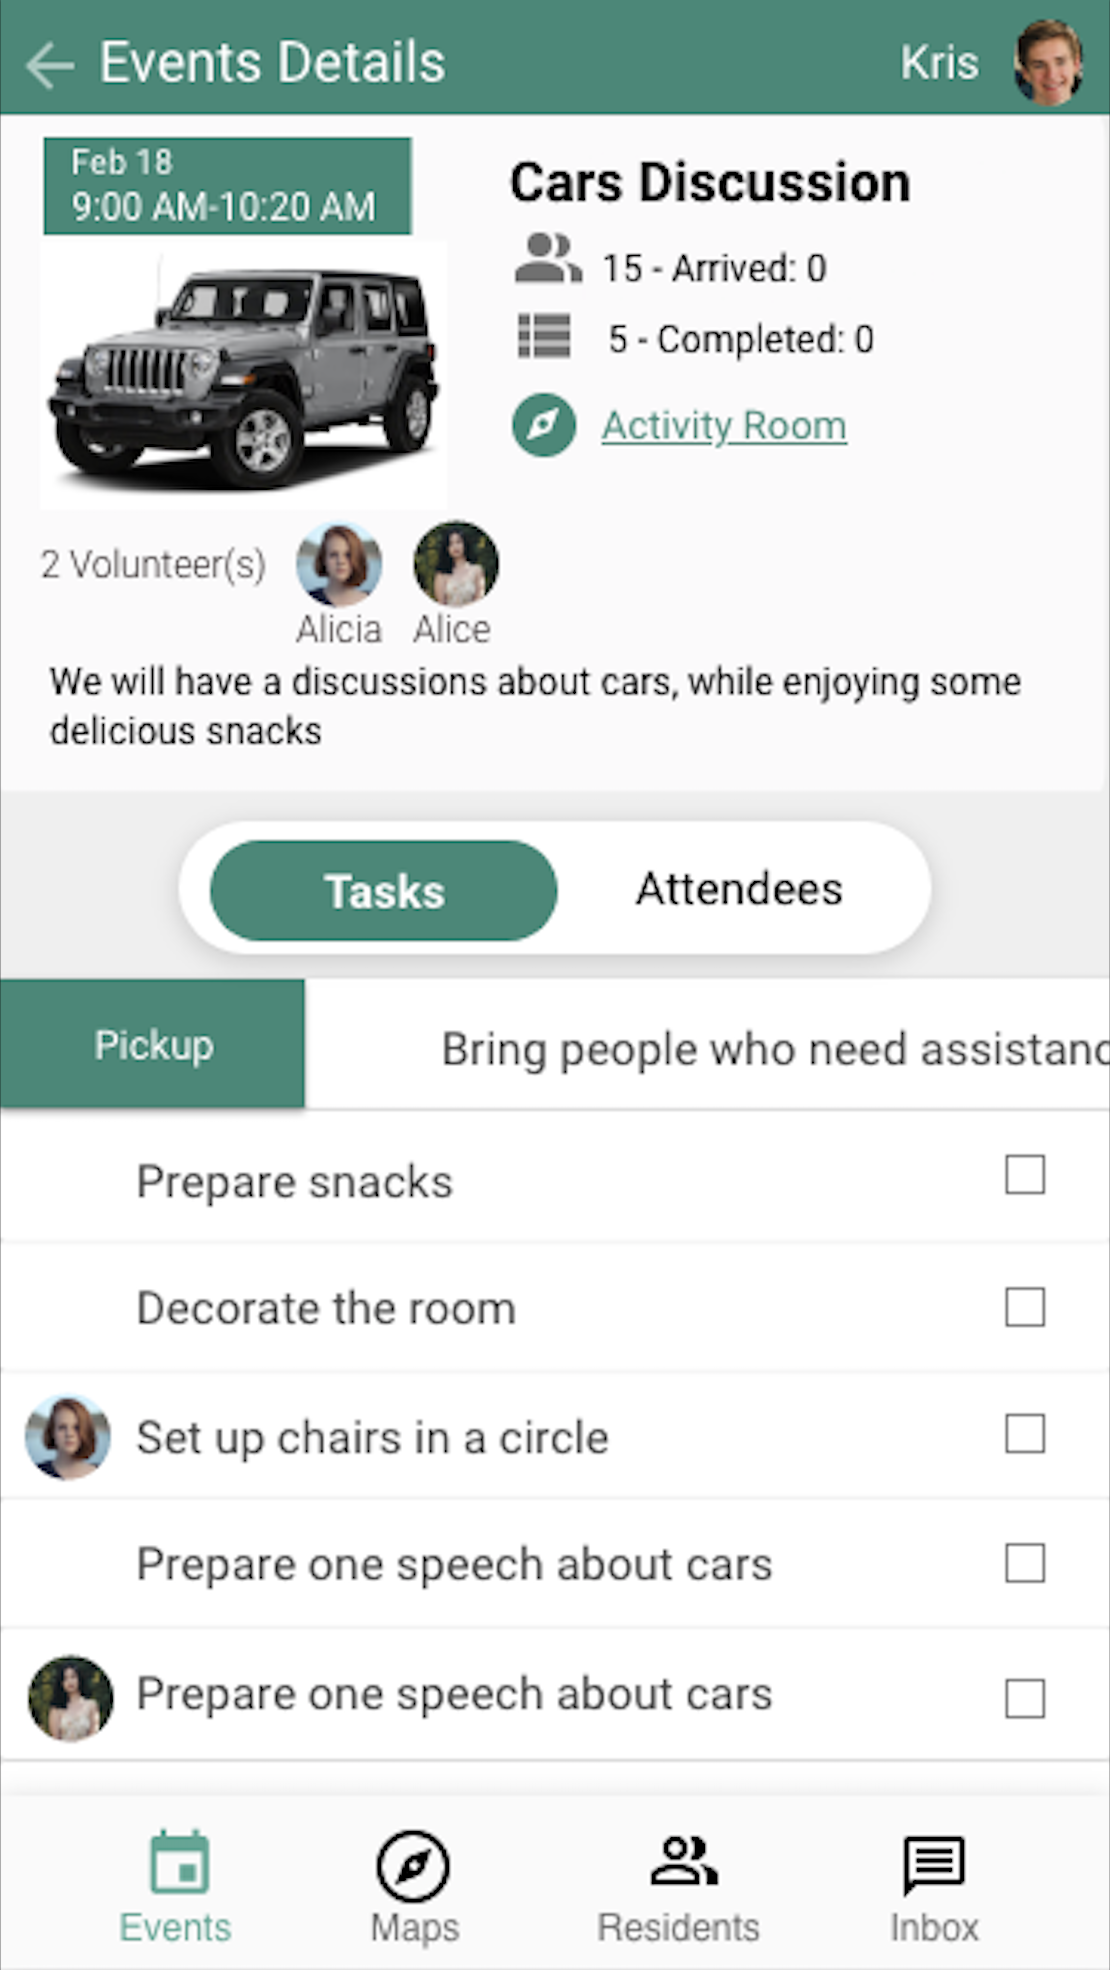 Events Details
Kris
Feb 18
9:00 AM-10:20 AM
Cars Discussion
15 - Arrived: 0
5 - Completed: 0
Activity Room
2 Volunteer(s)
Alicia
Alice
We will have a discussions about cars, while enjoying some
delicious snacks
Tasks
Attendees
Pickup
Bring people who need assistanc
Prepare snacks
Decorate the room
Set up chairs in a circle
Prepare one speech about cars
Prepare one speech about cars
Events
Maps
Residents
Inbox